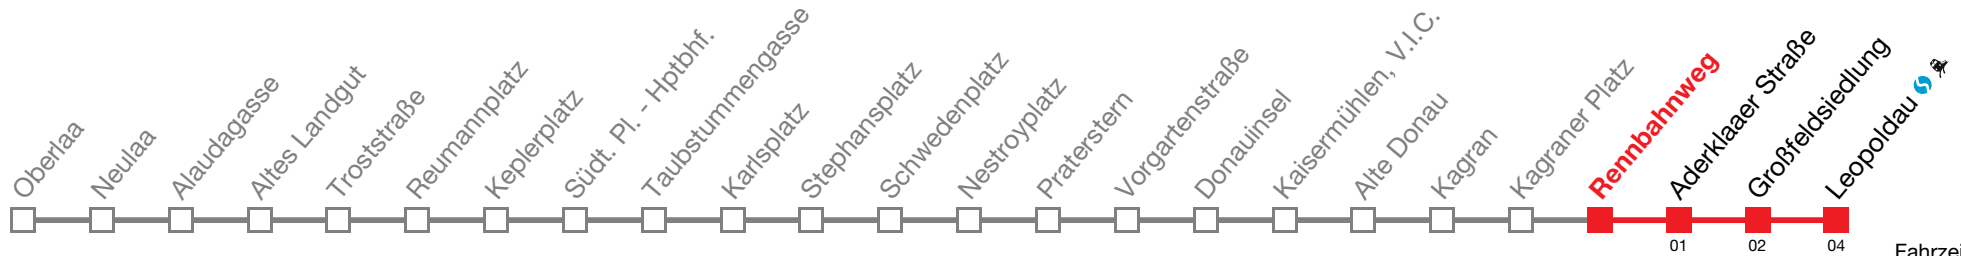 Oberlaa
Neulaa
Alaudagasse
Altes Landgut
Troststraße
Reumannplatz
Keplerplatz
Südt. Pl. - Hptbhf.
Taubstummengasse
Karlsplatz
Stephansplatz
Schwedenplatz
Nestroyplatz
Praterstern
Vorgartenstraße
Donauinsel
Kaisermühlen, V.I.C.
Alte Donau
Kagran
Kagraner Platz
Rennbahnweg
Aderklaaer Straße
Großfeldsiedlung
Leopoldau
01
02
04